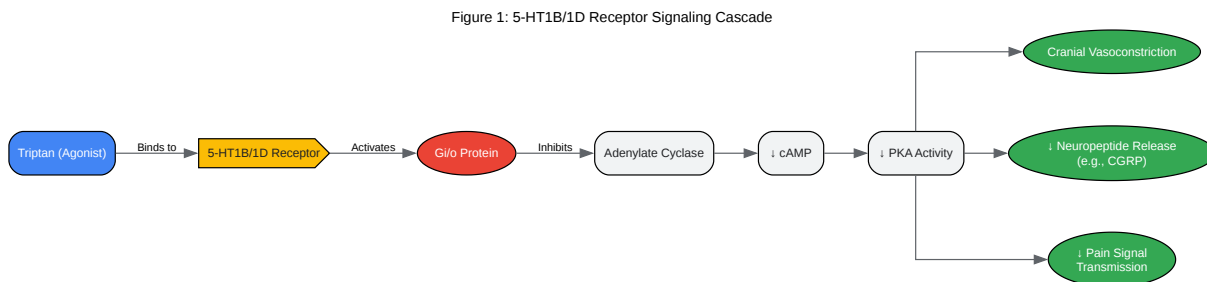 Figure 1: 5-HT1B/1D Receptor Signaling Cascade
Triptan (Agonist)
Binds to
5-HT1B/1D Receptor
Activates
Gi/o Protein
Inhibits
Adenylate Cyclase
↓ cAMP
↓ PKA Activity
Cranial Vasoconstriction
↓ Neuropeptide Release
(e.g., CGRP)
↓ Pain Signal
Transmission